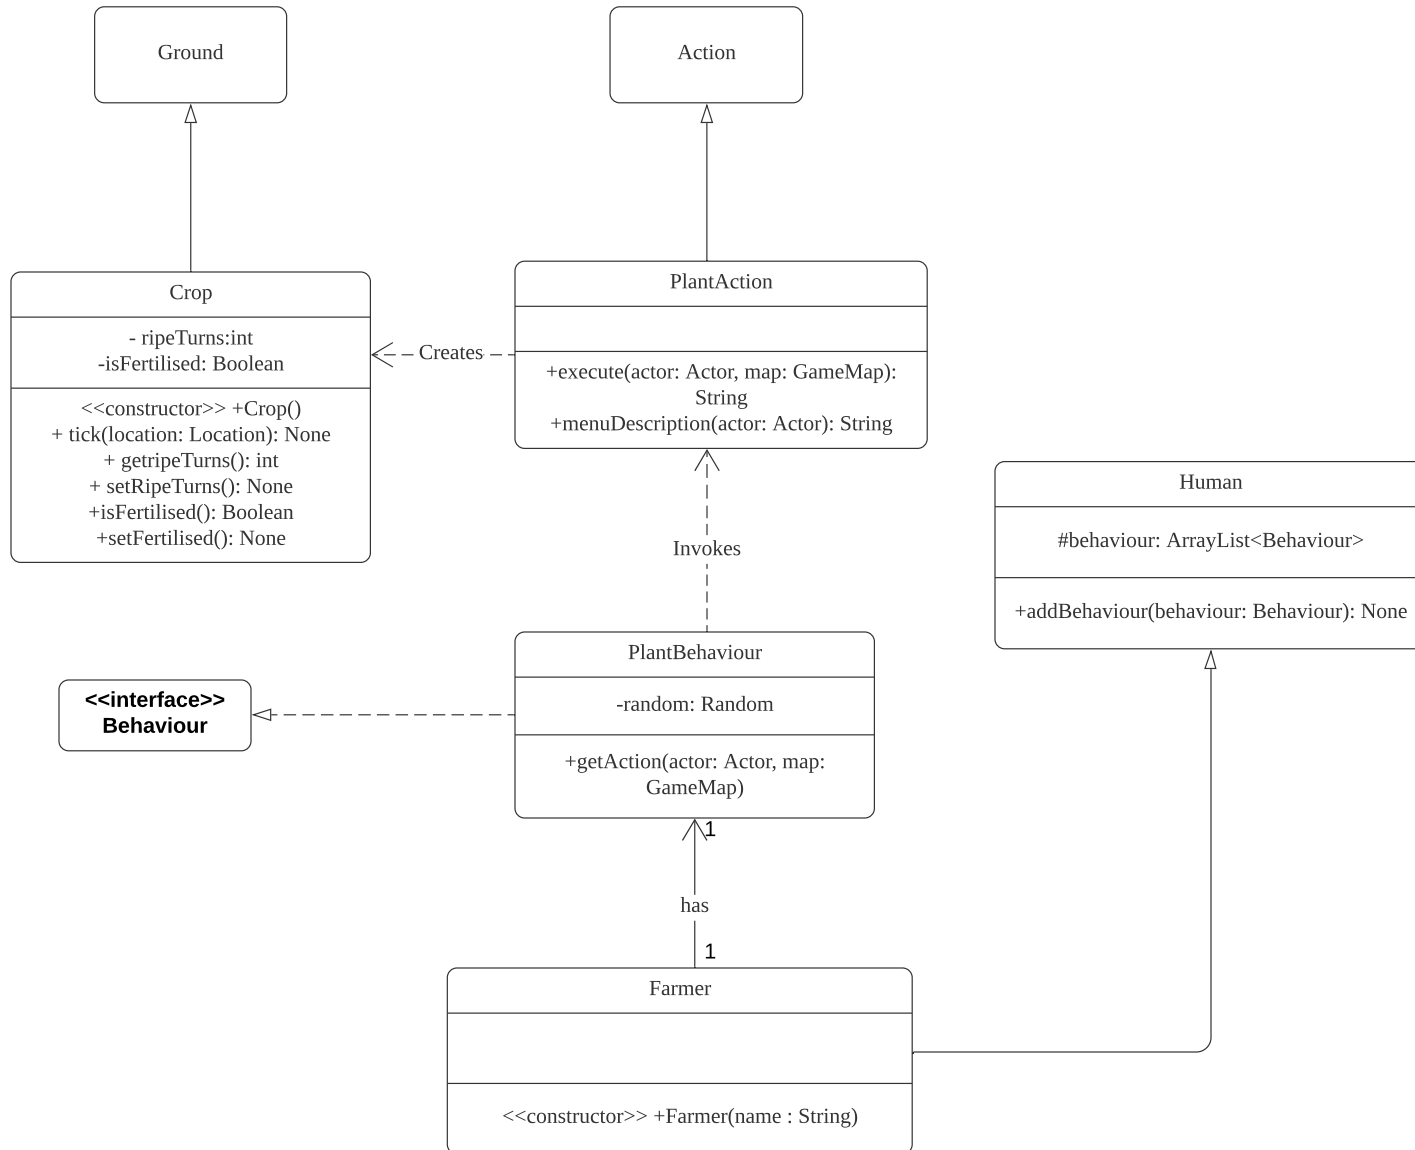 Ground
Action
Crop
- ripeTurns:int
-isFertilised: Boolean
<<constructor>> +Crop()
+ tick(location: Location): None
+ getripeTurns(): int
+ setRipeTurns(): None
+isFertilised(): Boolean
+setFertilised(): None
Creates
PlantAction
+execute(actor: Actor, map: GameMap):
String
+menuDescription(actor: Actor): String
Invokes
Human
#behaviour: ArrayList<Behaviour>
+addBehaviour(behaviour: Behaviour): None
<<interface>>
Behaviour
PlantBehaviour
-random: Random
+getAction(actor: Actor, map:
GameMap)
1
has
1
Farmer
<<constructor>> +Farmer(name : String)